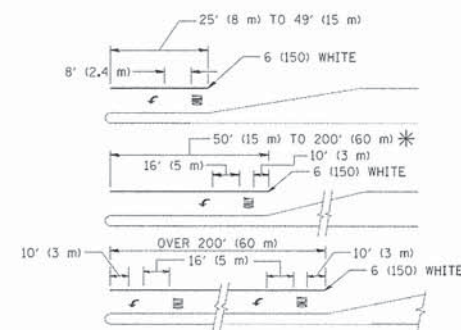 25' (8 m) TO 49' (15 m)
8' (2.4 m)
6 (150) WHITE
50' (15 m) TO 200' (60 m) *
16' (5 m)
10' (3 m)
6 (150) WHITE
OVER 200' (60 m)
10' (3 m)
16' (5 m)
10' (3 m)
6 (150) WHITE